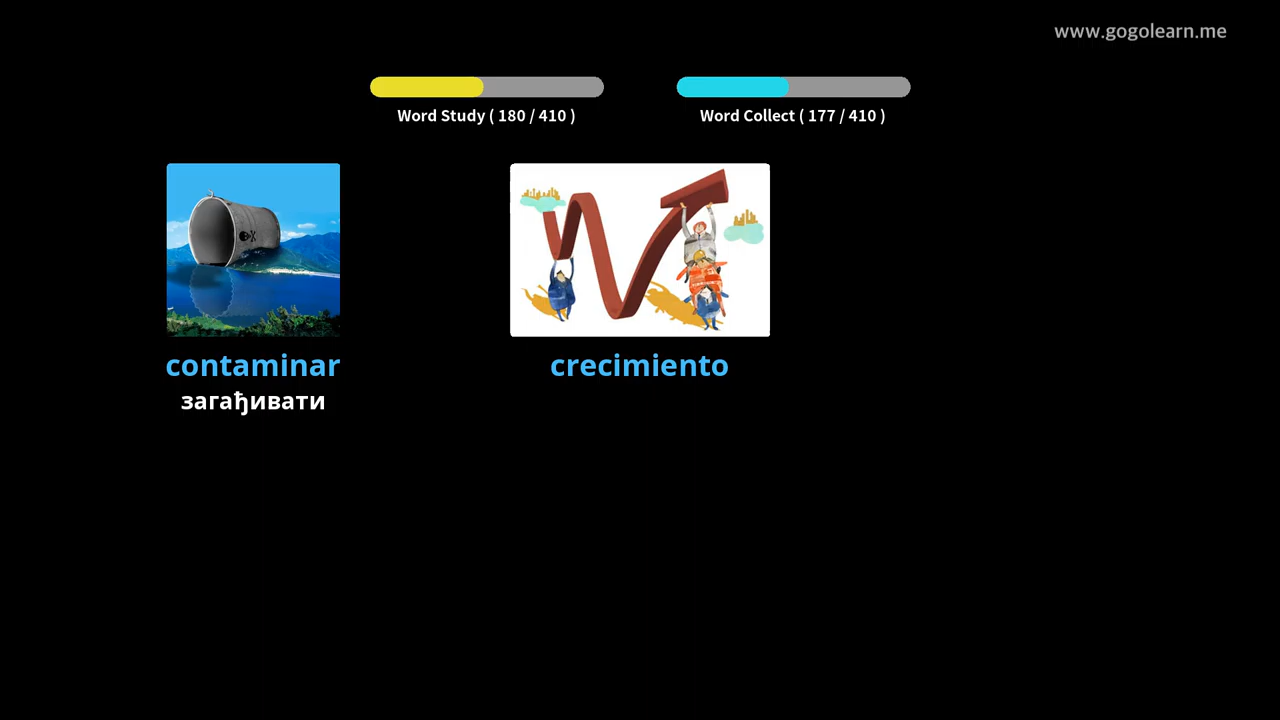 www.gogolearn.me
Word Study ( 180 / 410 )
Word Collect ( 177 / 410 )
contaminar
загађивати
crecimiento